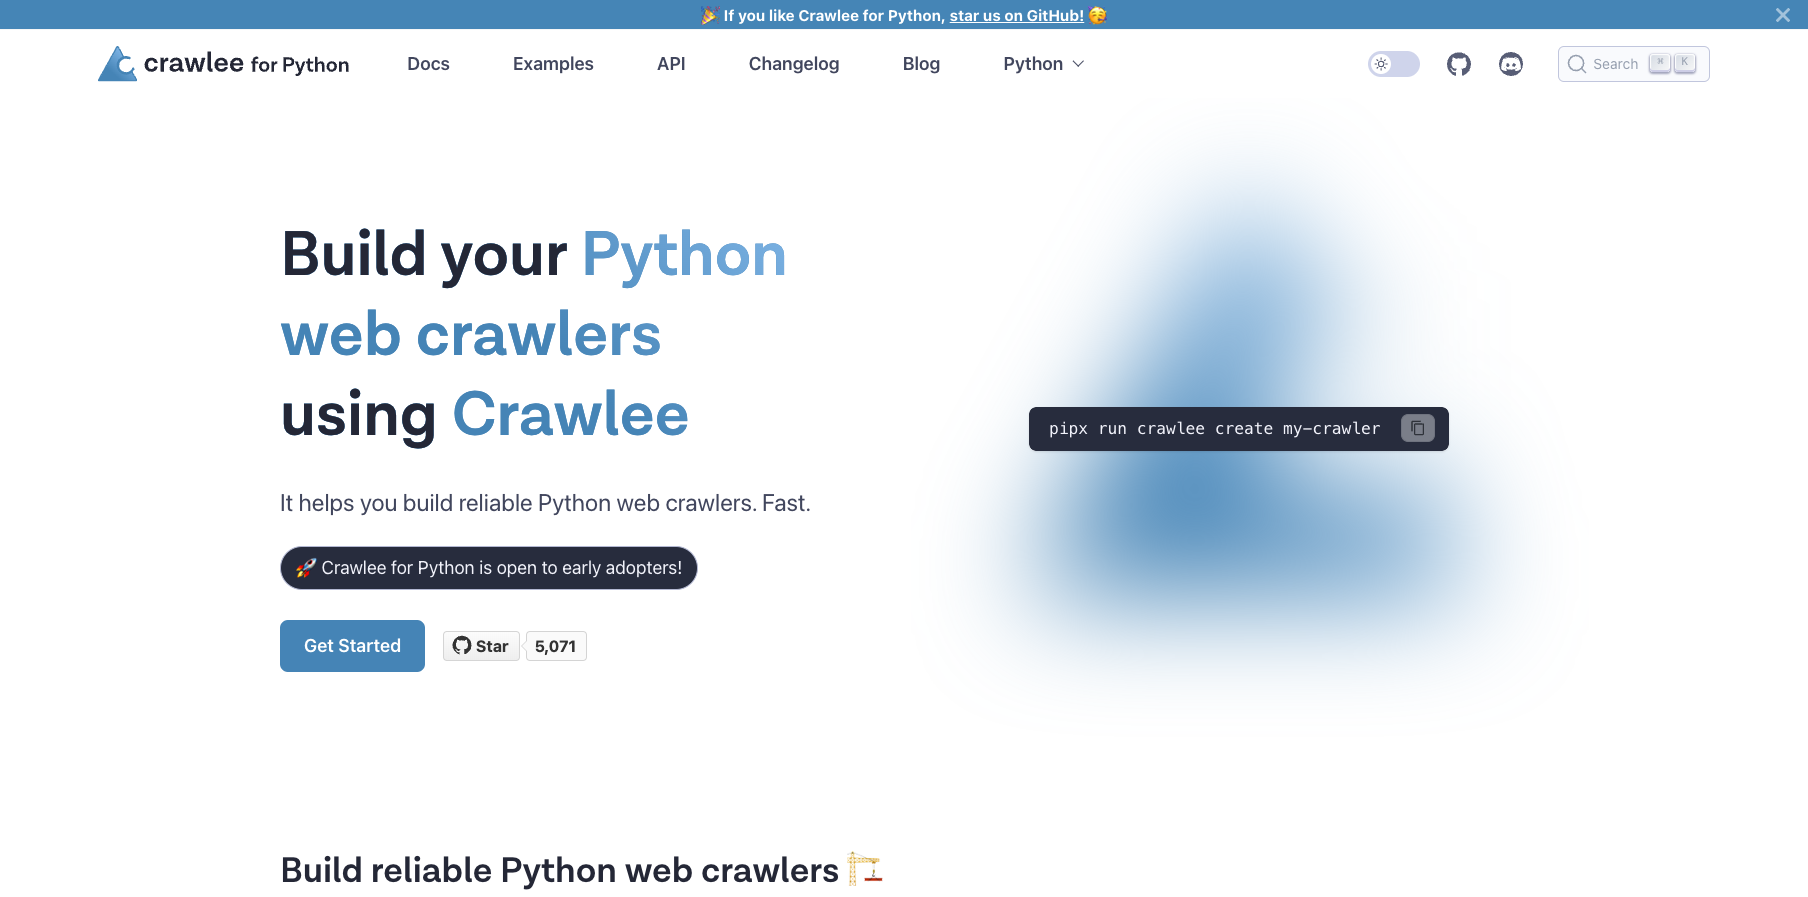 🎉 If you like Crawlee for Python, star us on GitHub! 🥳
crawlee for Python
Docs
Examples
API
Changelog
Blog
Python
Search ⌘ K
Build your Python
web crawlers
using Crawlee
pipx run crawlee create my-crawler
It helps you build reliable Python web crawlers. Fast.
🚀 Crawlee for Python is open to early adopters!
Get Started
Star
5,071
Build reliable Python web crawlers 🏗️